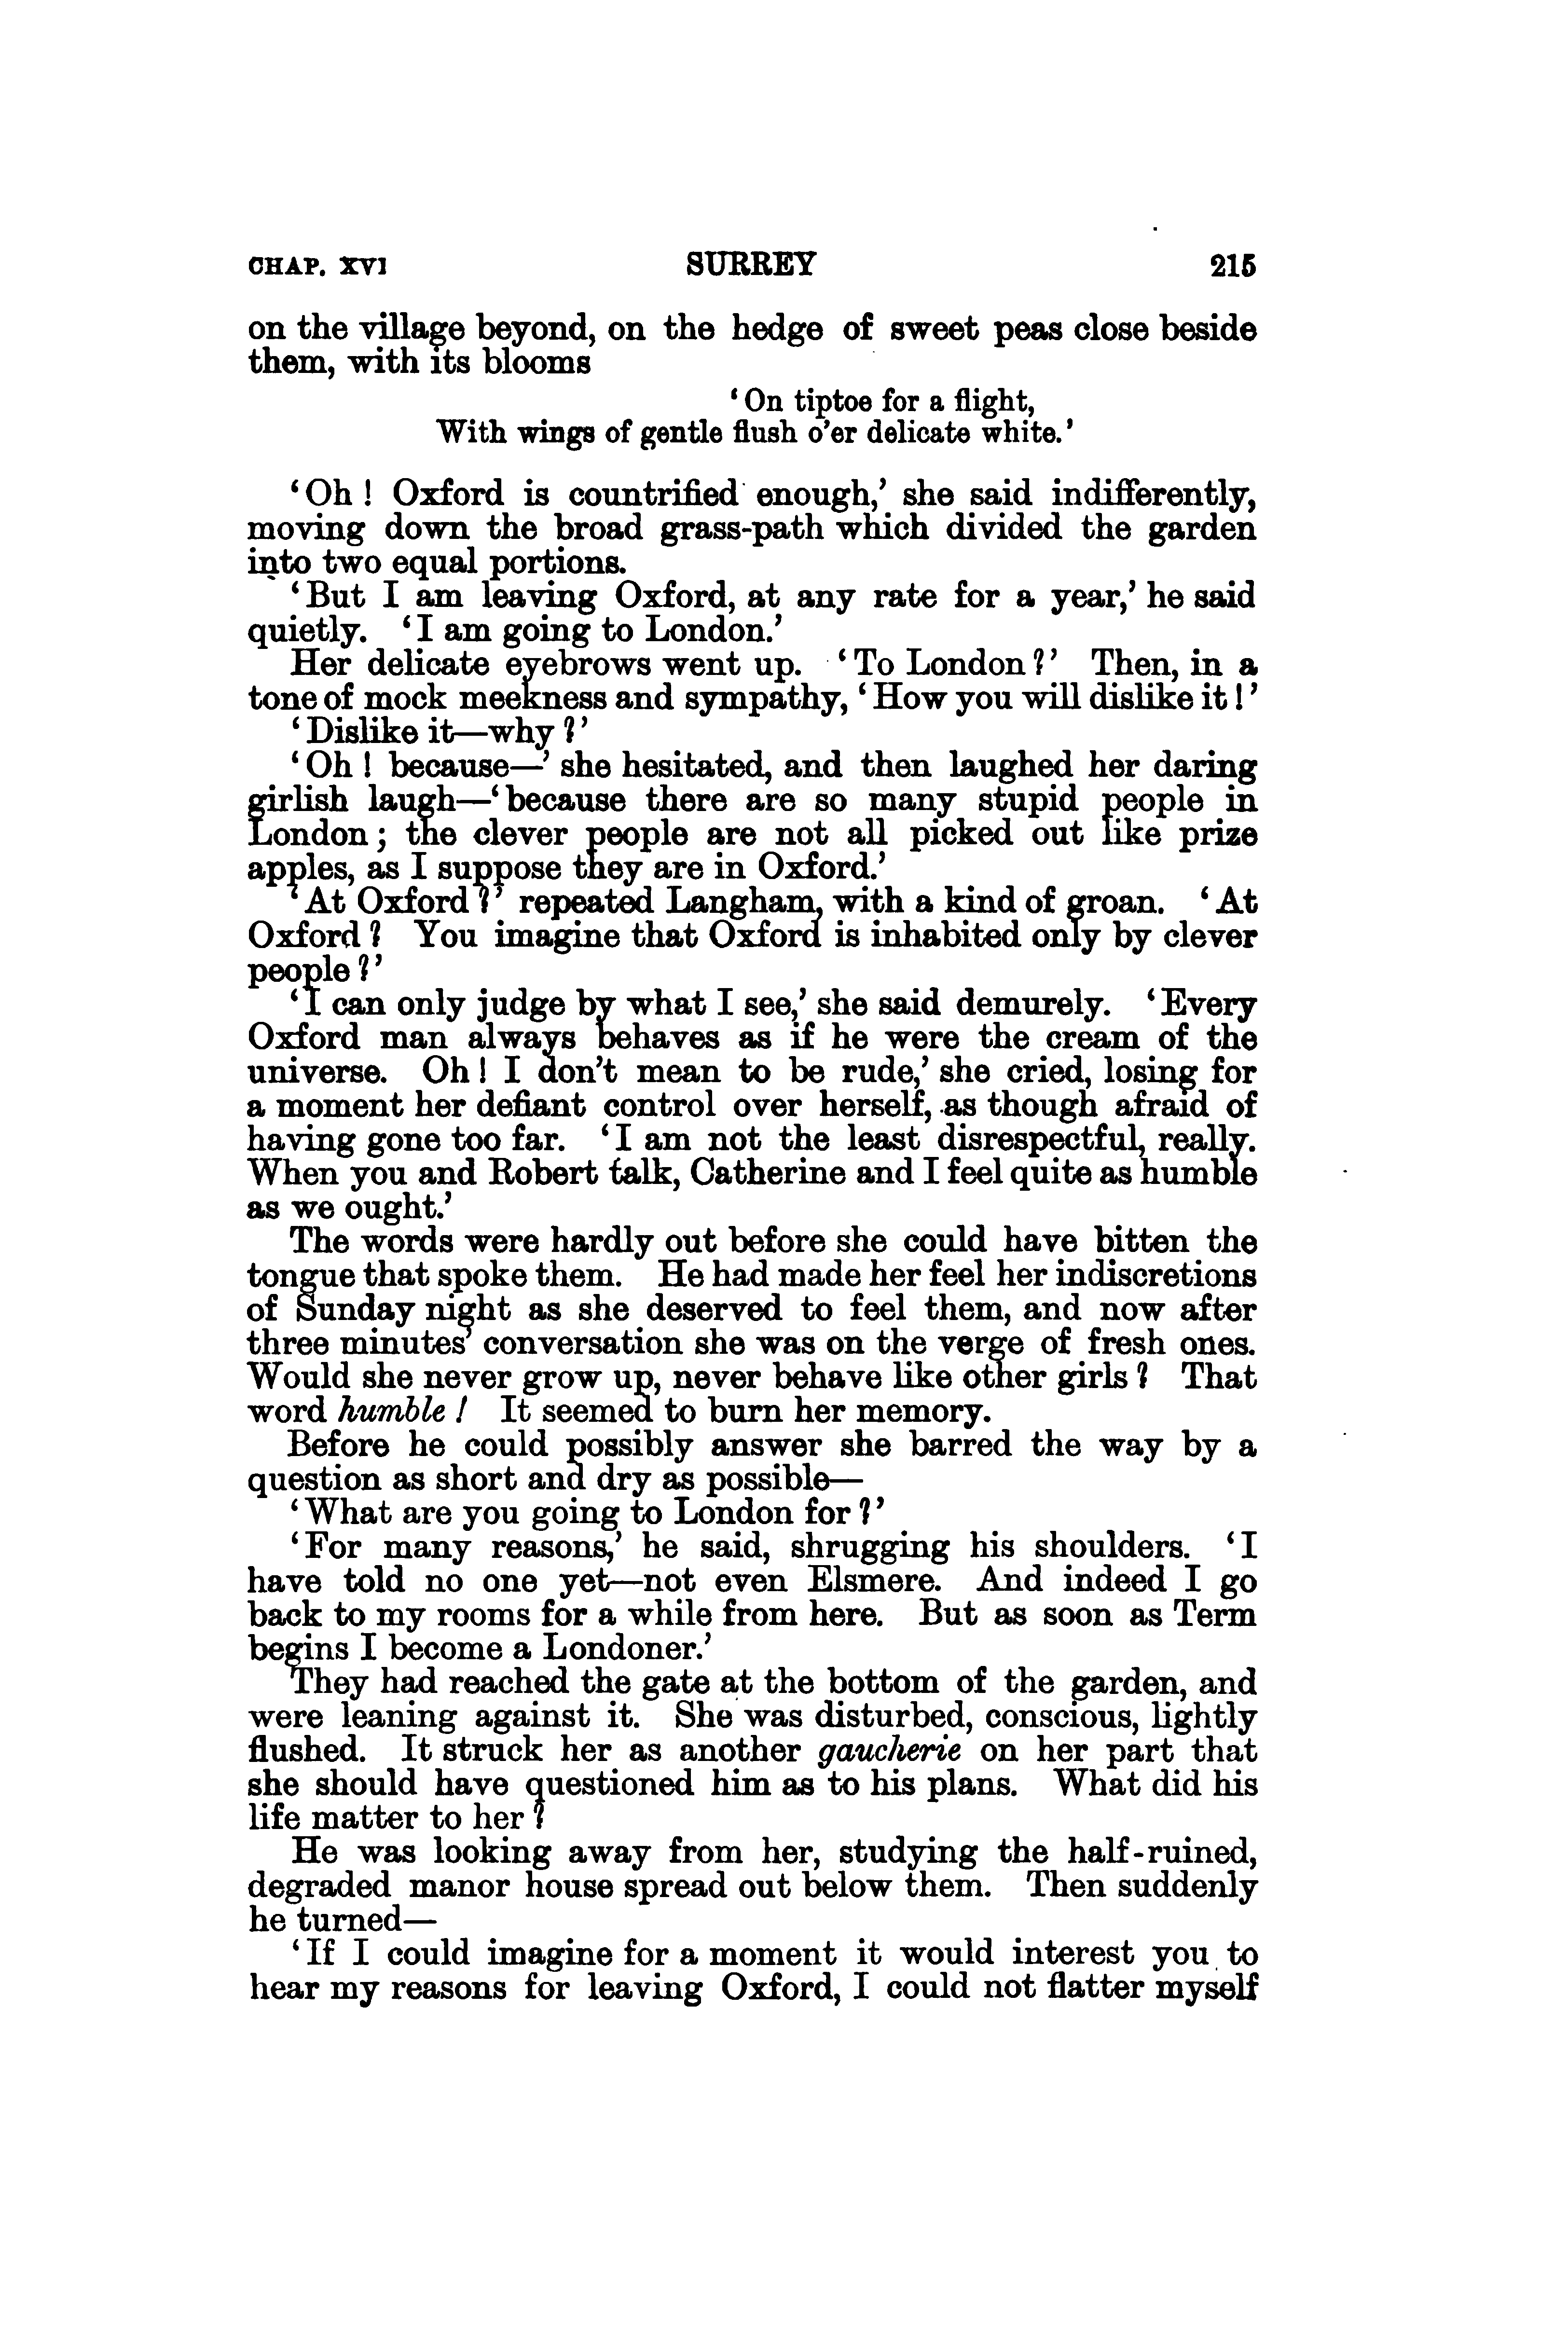 CHAP. XVI SURREY 215
on the village beyond, on the hedge of sweet peas close beside
them, with its blooms
‘On tiptoe for a flight,
With wings of gentle flush o’er delicate white.’
‘Oh ! Oxford is countrified enough,’ she said indifferently,
moving down the broad grass-path which divided the garden
into two equal portions.
‘But I am leaving Oxford, at any rate for a year,’ he said
quietly. ‘I am going to London.’
Her delicate eyebrows went up. ‘To London ?’ Then, in a
tone of mock meekness and sympathy, ‘How you will dislike it !’
‘Dislike it—why ?’
‘Oh ! because—’ she hesitated, and then laughed her daring
girlish laugh—‘because there are so many stupid people in
London ; the clever people are not all picked out like prize
apples, as I suppose they are in Oxford.’
‘At Oxford ?’ repeated Langham, with a kind of groan. ‘At
Oxford ? You imagine that Oxford is inhabited only by clever
people ?’
‘I can only judge by what I see,’ she said demurely. ‘Every
Oxford man always behaves as if he were the cream of the
universe. Oh ! I don’t mean to be rude,’ she cried, losing for
a moment her defiant control over herself, as though afraid of
having gone too far. ‘I am not the least disrespectful, really.
When you and Robert talk, Catherine and I feel quite as humble
as we ought.’
The words were hardly out before she could have bitten the
tongue that spoke them. He had made her feel her indiscretions
of Sunday night as she deserved to feel them, and now after
three minutes’ conversation she was on the verge of fresh ones.
Would she never grow up, never behave like other girls ? That
word humble ! It seemed to burn her memory.
Before he could possibly answer she barred the way by a
question as short and dry as possible—
‘What are you going to London for ?’
‘For many reasons,’ he said, shrugging his shoulders. ‘I
have told no one yet—not even Elsmere. And indeed I go
back to my rooms for a while from here. But as soon as Term
begins I become a Londoner.’
They had reached the gate at the bottom of the garden, and
were leaning against it. She was disturbed, conscious, lightly
flushed. It struck her as another gaucherie on her part that
she should have questioned him as to his plans. What did his
life matter to her ?
He was looking away from her, studying the half-ruined,
degraded manor house spread out below them. Then suddenly
he turned—
‘If I could imagine for a moment it would interest you to
hear my reasons for leaving Oxford, I could not flatter myself